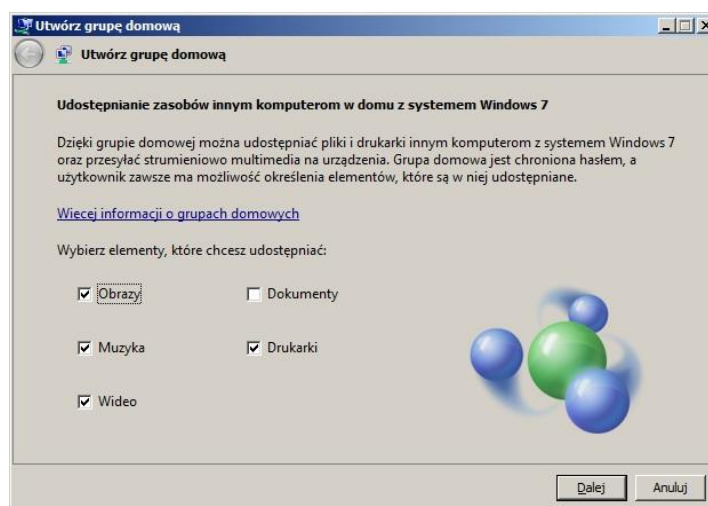 Utwórz grupę domową
Utwórz grupę domową
Udostępnianie zasobów innym komputerom w domu z systemem Windows 7
Dzięki grupie domowej można udostępniać pliki i drukarki innym komputerom z systemem Windows 7
oraz przesyłać strumieniowo multimedia na urządzenia. Grupa domowa jest chroniona hasłem, a
użytkownik zawsze ma możliwość określenia elementów, które są w niej udostępniane.
Więcej informacji o grupach domowych
Wybierz elementy, które chcesz udostępniać:
Obrazy Dokumenty
Muzyka Drukarki
Wideo
Dalej Anuluj